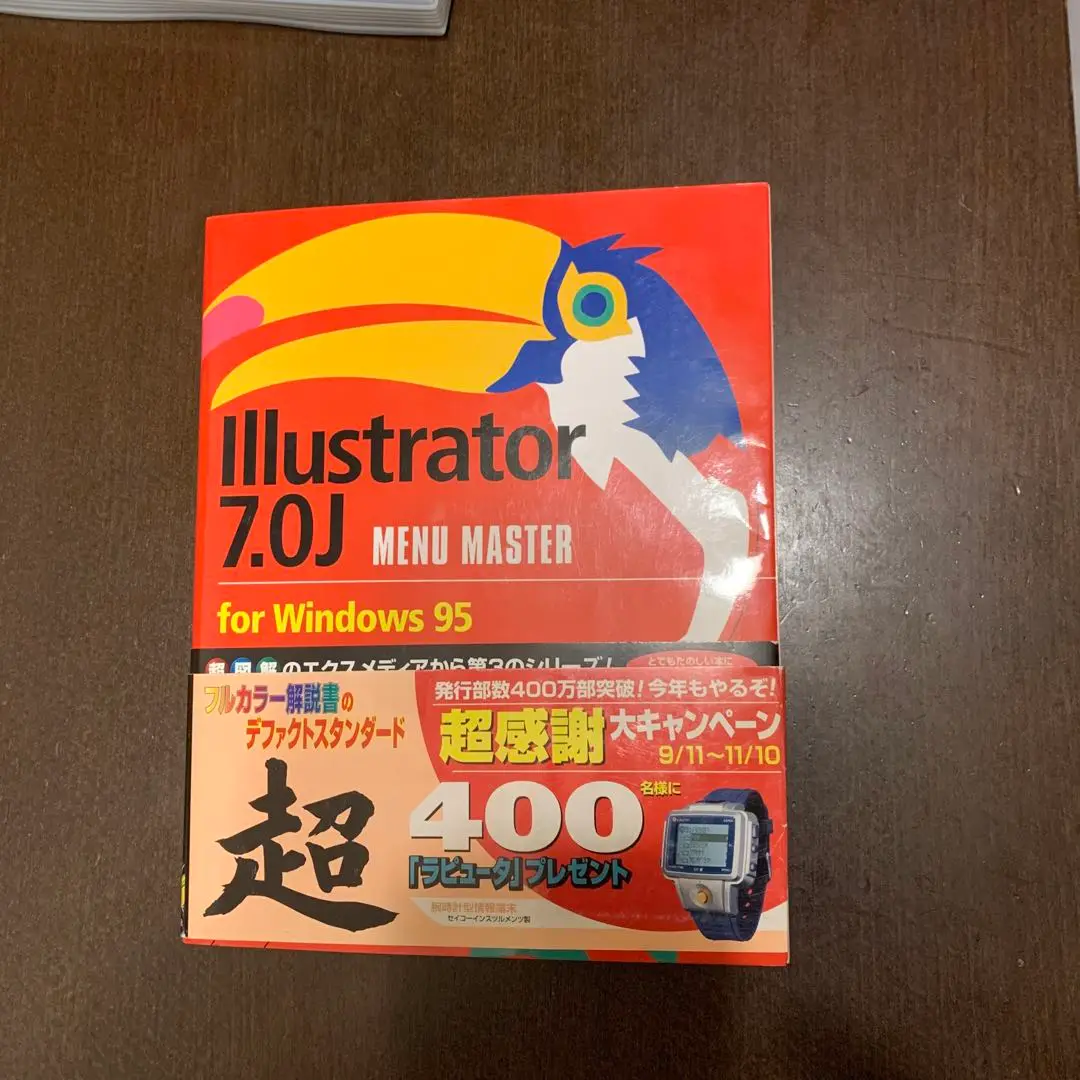 Illustrator
7.0J MENU MASTER
for Windows 95
超図解のエクスメディアから第3のシリーズ!
とてもたのしい本に
フルカラー解説書の
デファクトスタンダード
超
発行部数400万部突破!今年もやるぞ!
超感謝大キャンペーン
9/11〜11/10
400名様に
「ラピュータ」プレゼント
腕時計型情報端末
セイコーインスツルメンツ製